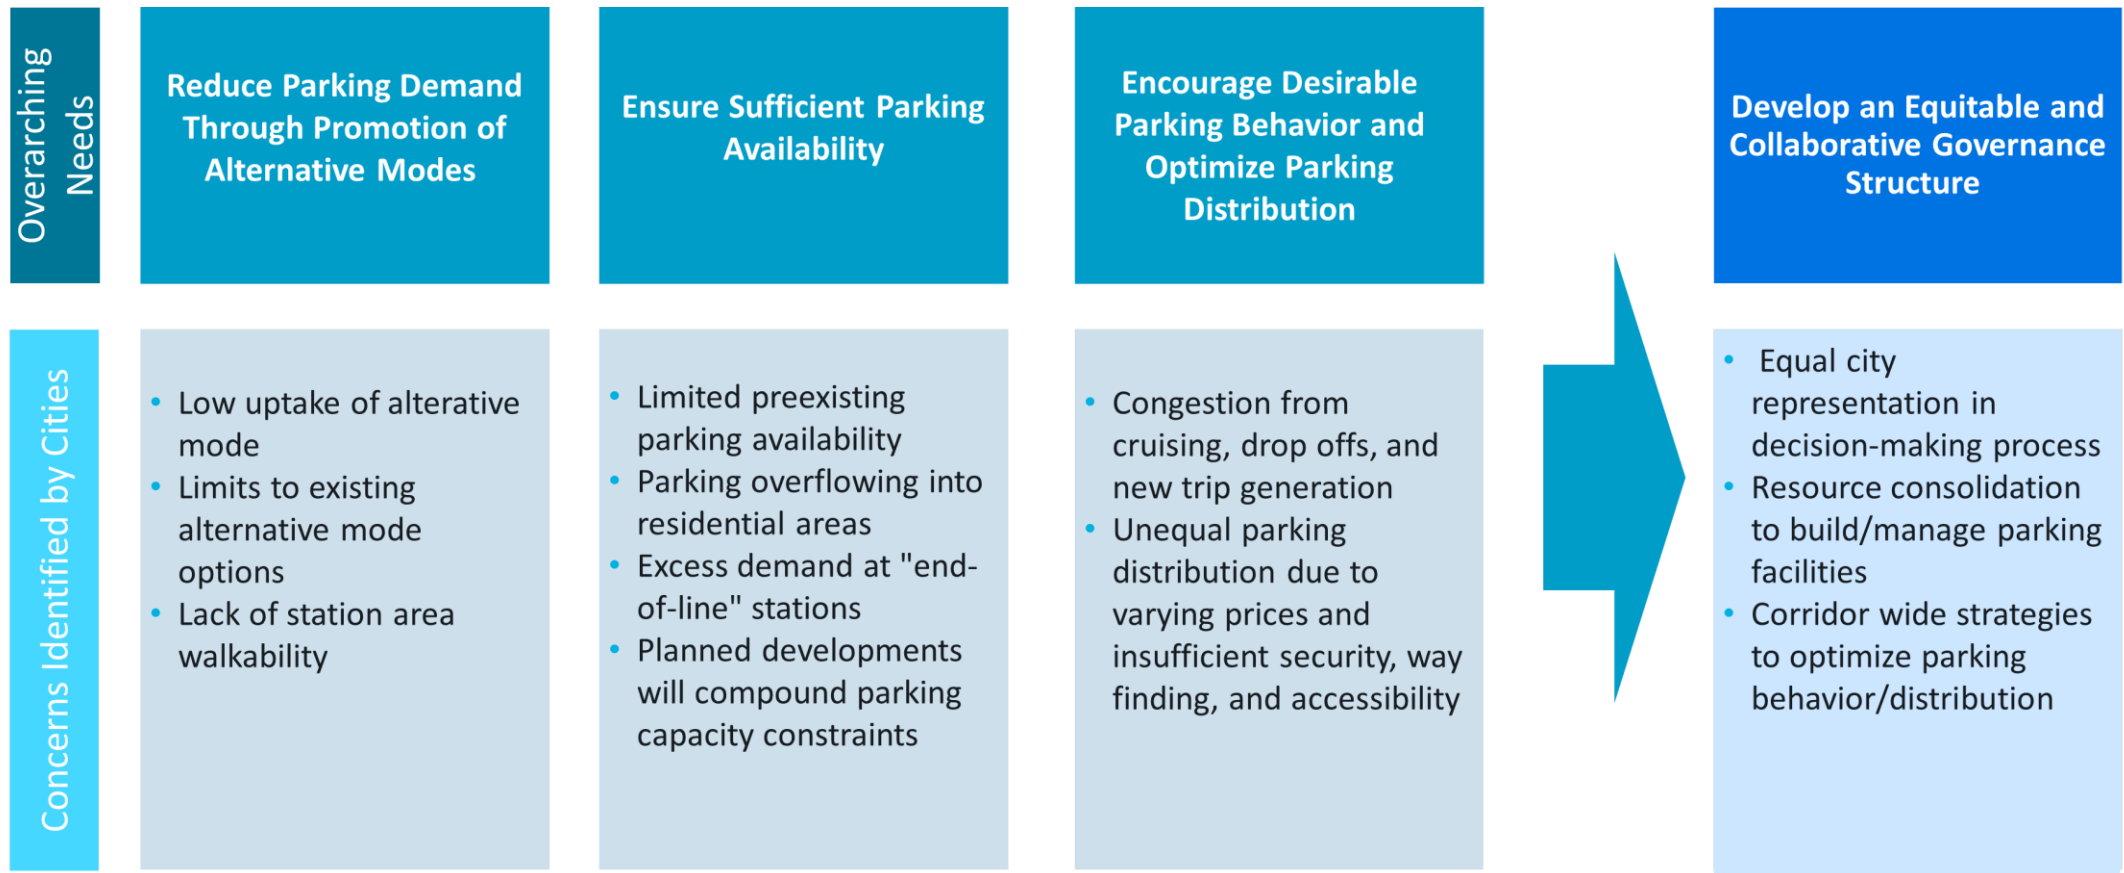 Overarching
Needs
Reduce Parking Demand
Through Promotion of
Alternative Modes
Ensure Sufficient Parking
Availability
Encourage Desirable
Parking Behavior and
Optimize Parking
Distribution
Develop an Equitable and
Collaborative Governance
Structure
Concerns Identified by Cities
• Low uptake of alterative
mode
• Limits to existing
alternative mode
options
• Lack of station area
walkability
• Limited preexisting
parking availability
• Parking overflowing into
residential areas
• Excess demand at "end-
of-line" stations
• Planned developments
will compound parking
capacity constraints
• Congestion from
cruising, drop offs, and
new trip generation
• Unequal parking
distribution due to
varying prices and
insufficient security, way
finding, and accessibility
• Equal city
representation in
decision-making process
• Resource consolidation
to build/manage parking
facilities
• Corridor wide strategies
to optimize parking
behavior/distribution